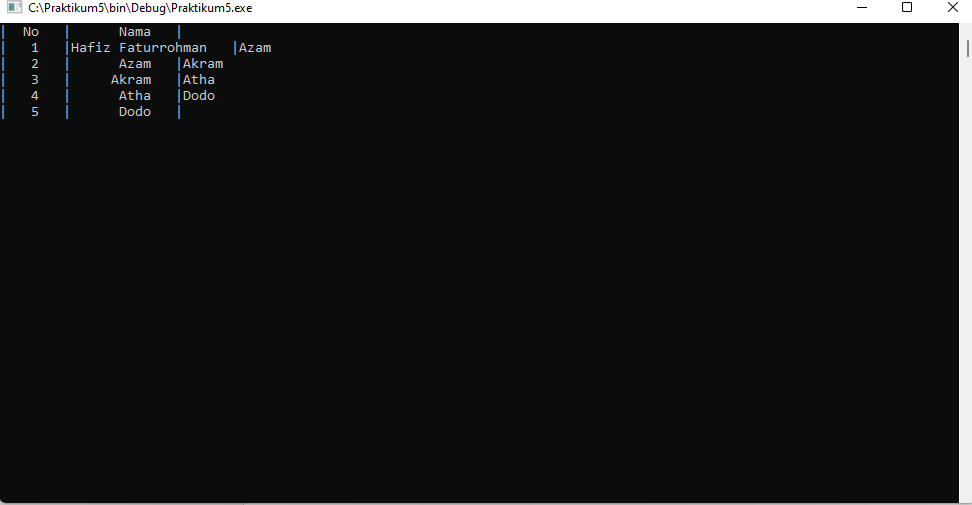 C:\Praktikum5\bin\Debug\Praktikum5.exe
|  No   |      Nama   |
|   1   |Hafiz Faturrohman   |Azam
|   2   |      Azam   |Akram
|   3   |     Akram   |Atha
|   4   |      Atha   |Dodo
|   5   |      Dodo   |